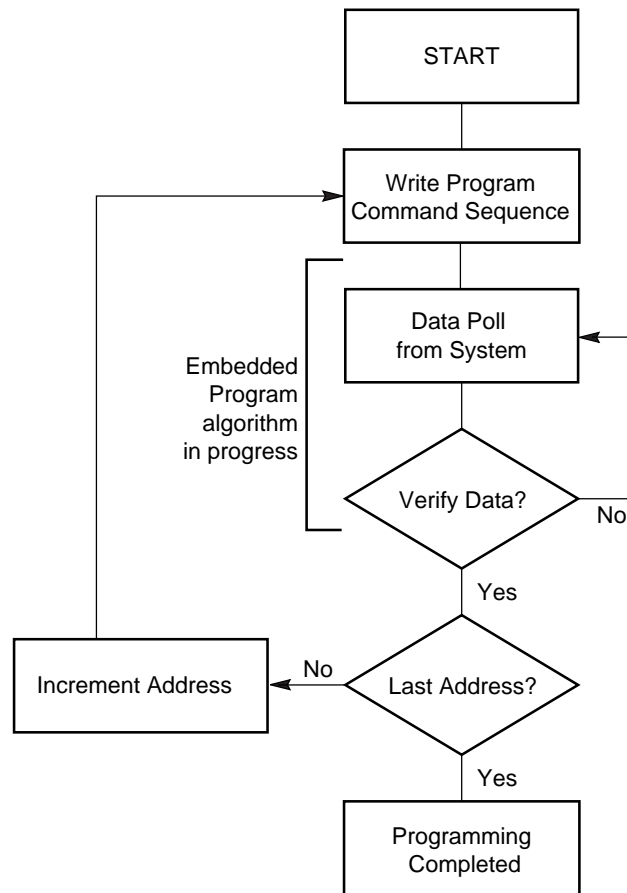 START
Write Program
Command Sequence
Data Poll
from System
Embedded
Program
algorithm
in progress
Verify Data?
No
Yes
Increment Address
No
Last Address?
Yes
Programming
Completed